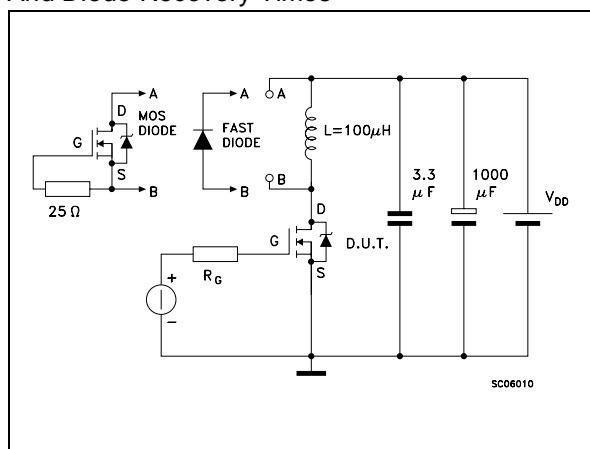 And Diode Recovery Times
A
A
A
D
MOS
DIODE
FAST
DIODE
G
L=100μH
S
B
B
B
25 Ω
D
3.3
μF
1000
μF
VDD
G
D.U.T.
S
RG
+
-
SC06010